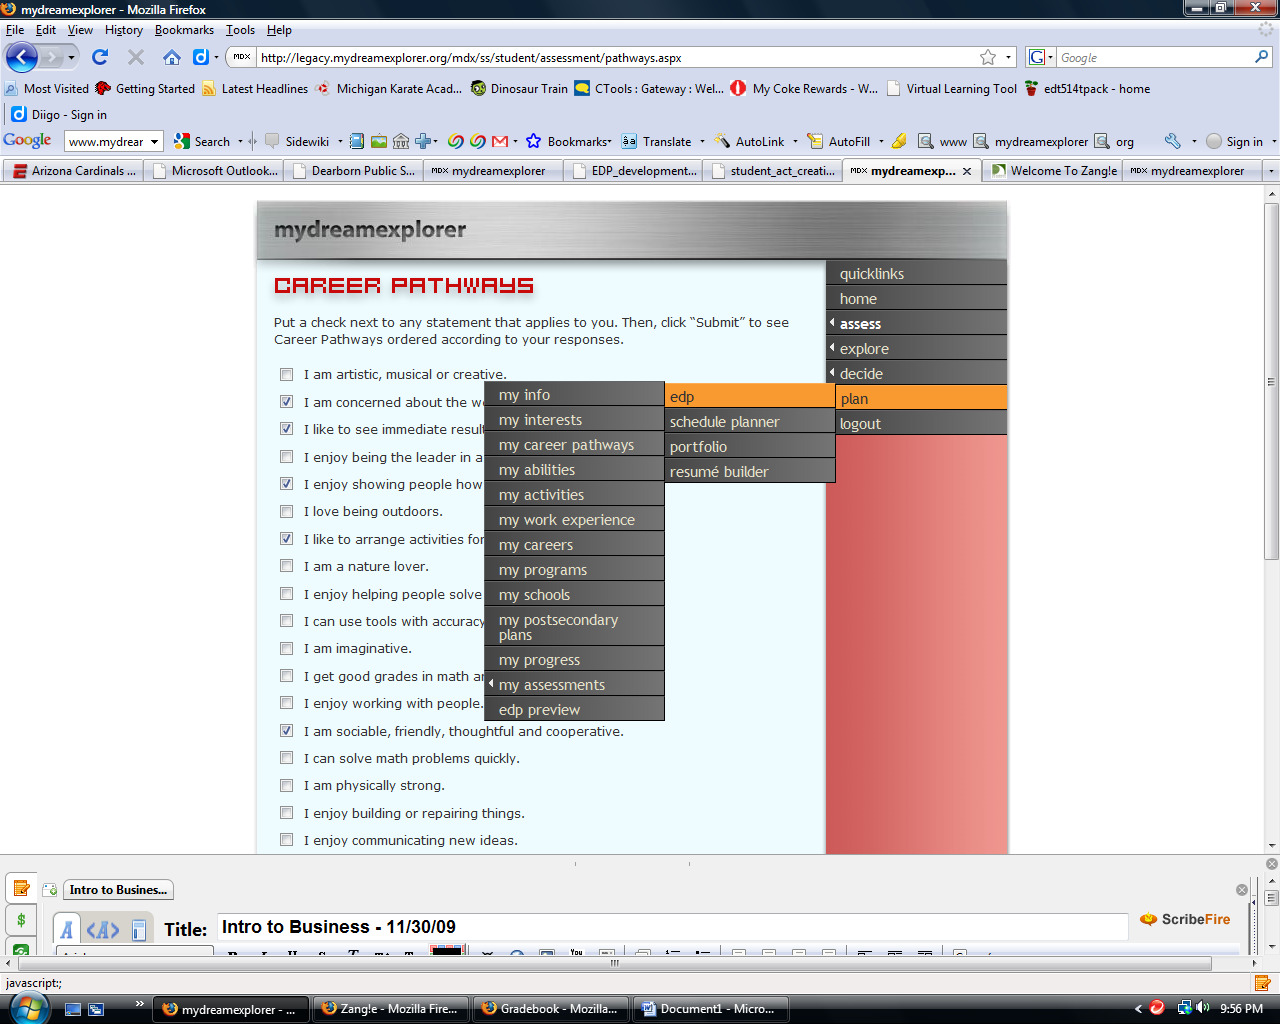 mydreamexplorer - Mozilla Firefox
File Edit View History Bookmarks Tools Help
MDX http://legacy.mydreamexplorer.org/mdx/ss/student/assessment/pathways.aspx Google
Most Visited Getting Started Latest Headlines Michigan Karate Acade... Dinosaur Train CTools : Gateway : Wel... My Coke Rewards - W... Virtual Learning Tool edt514tpack - home
Diigo - Sign in
Google www.mydrear Search Sidewiki Bookmarks Translate AutoLink AutoFill www mydreamexplorer org Sign in
Arizona Cardinals ... Microsoft Outlook... Dearborn Public S... MDX mydreamexplorer EDP_development... student_act_creati... MDX mydreamexp... Welcome To Zang!e MDX mydreamexplorer
mydreamexplorer
CAREER PATHWAYS
Put a check next to any statement that applies to you. Then, click “Submit” to see
Career Pathways ordered according to your responses.
I am artistic, musical or creative.
I am concerned about the w
I like to see immediate result
I enjoy being the leader in a
I enjoy showing people how
I love being outdoors.
I like to arrange activities for
I am a nature lover.
I enjoy helping people solve
I can use tools with accuracy
I am imaginative.
I get good grades in math a
I enjoy working with people.
I am sociable, friendly, thoughtful and cooperative.
I can solve math problems quickly.
I am physically strong.
I enjoy building or repairing things.
I enjoy communicating new ideas.
my info
my interests
my career pathways
my abilities
my activities
my work experience
my careers
my programs
my schools
my postsecondary
plans
my progress
my assessments
edp preview
edp
schedule planner
portfolio
resumé builder
quicklinks
home
assess
explore
decide
plan
logout
Intro to Busines...
Title: Intro to Business - 11/30/09 ScribeFire
javascript:;
mydreamexplorer - ... Zang!e - Mozilla Fire... Gradebook - Mozilla... Document1 - Micro... 9:56 PM